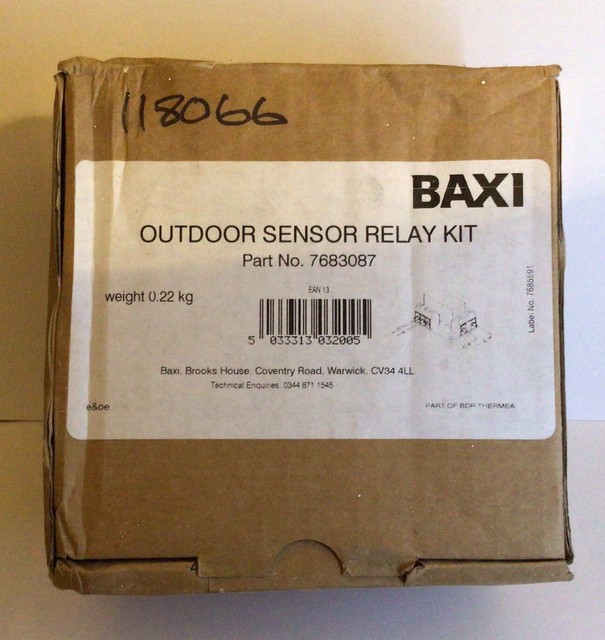 118066
BAXI
OUTDOOR SENSOR RELAY KIT
Part No. 7683087
weight 0.22 kg
EAN 13
5 033313 032005
Label No. 7685591
Baxi, Brooks House, Coventry Road, Warwick, CV34 4LL
Technical Enquiries 0344 871 1545
e&oe
PART OF BDR THERMEA